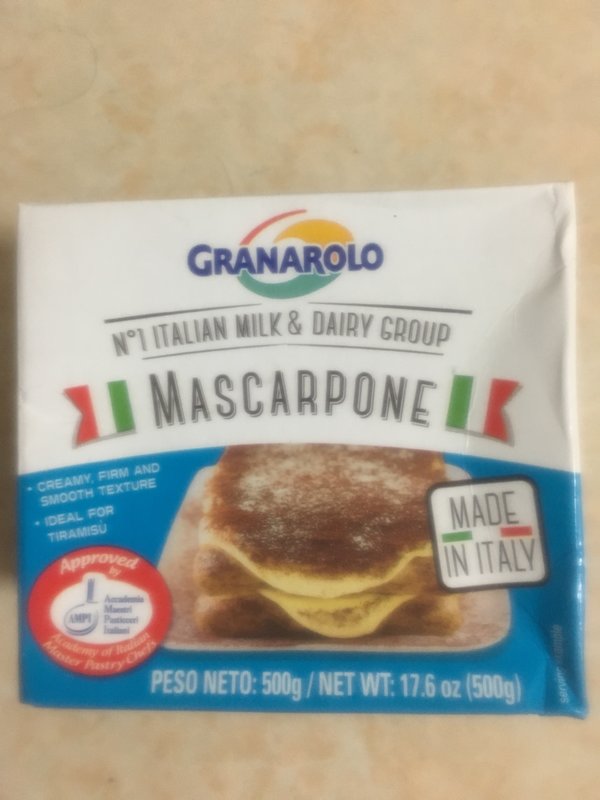 GRANAROLO
N°1 ITALIAN MILK & DAIRY GROUP
MASCARPONE
• CREAMY, FIRM AND
SMOOTH TEXTURE
• IDEAL FOR
TIRAMISÙ
MADE
IN ITALY
Approved
by
AMPI
Accademia
Maestri
Pasticceri
Italiani
Academy of Italian
Master Pastry Chefs
PESO NETO: 500g / NET WT: 17.6 oz (500g)